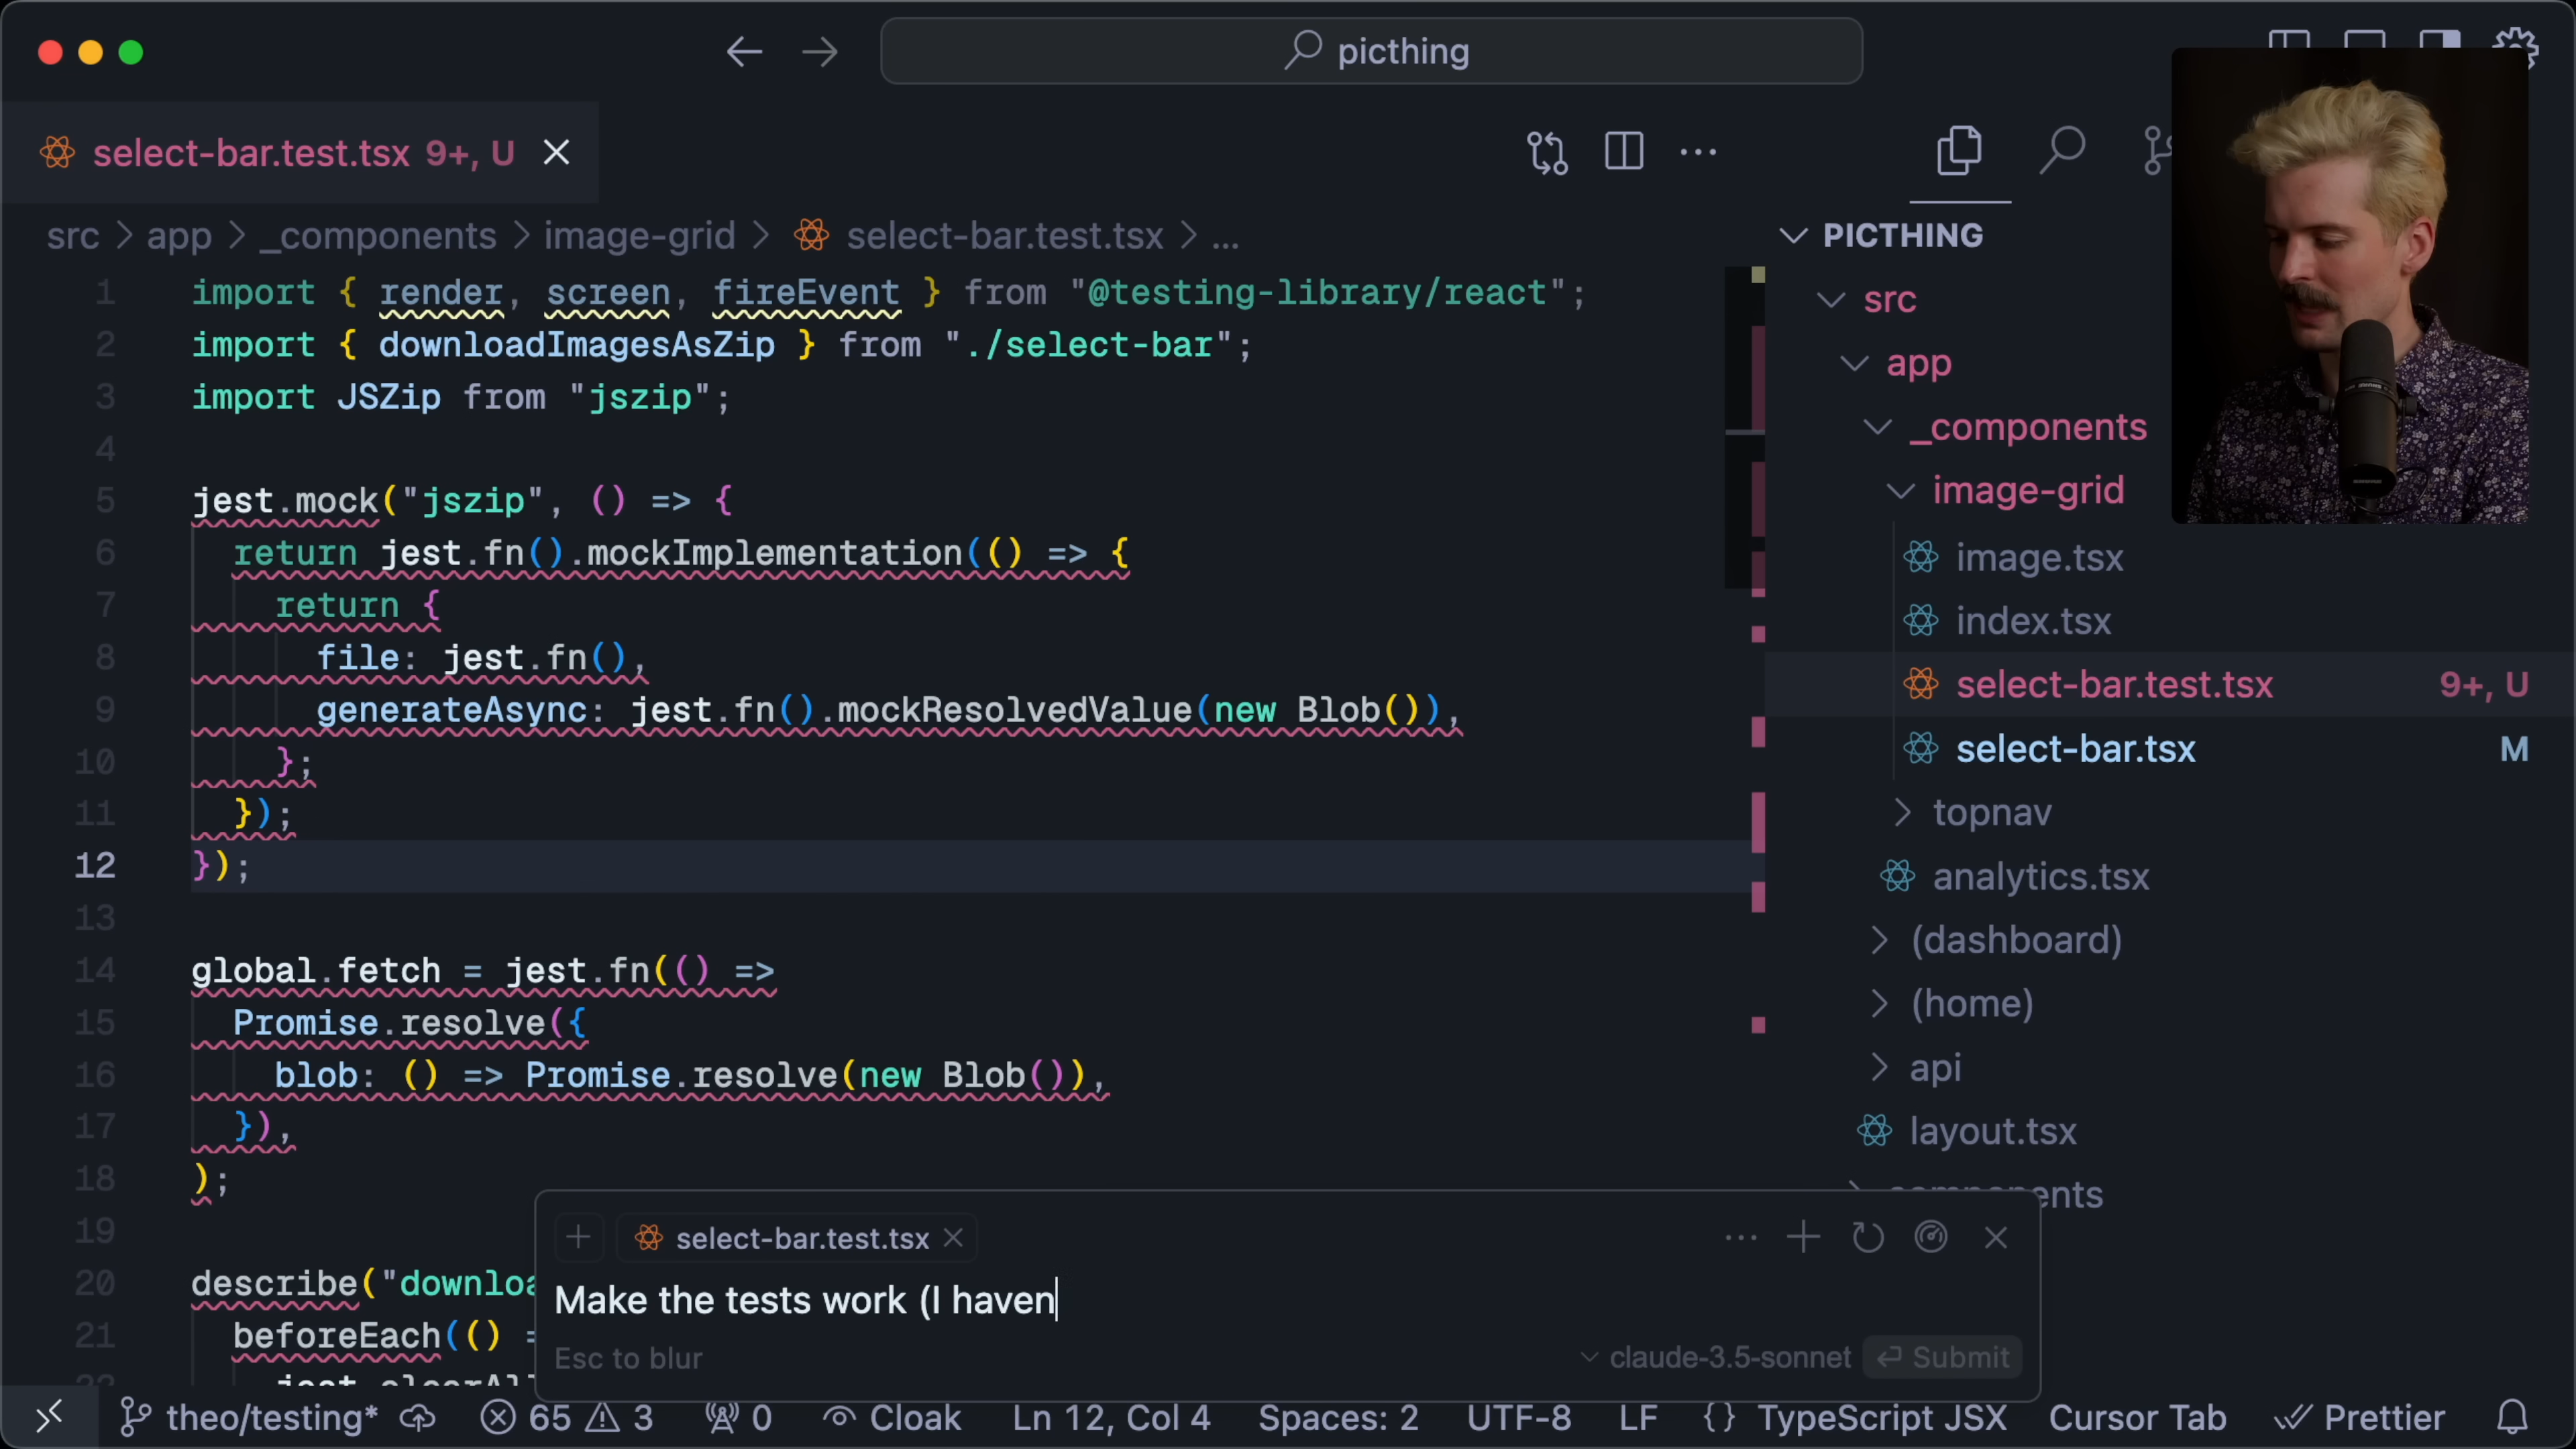 picthing
select-bar.test.tsx 9+, U
src > app > _components > image-grid > select-bar.test.tsx > ...
1 import { render, screen, fireEvent } from "@testing-library/react";
2 import { downloadImagesAsZip } from "./select-bar";
3 import JSZip from "jszip";
4
5 jest.mock("jszip", () => {
6 return jest.fn().mockImplementation(() => {
7 return {
8 file: jest.fn(),
9 generateAsync: jest.fn().mockResolvedValue(new Blob()),
10 };
11 });
12 });
13
14 global.fetch = jest.fn(() =>
15 Promise.resolve({
16 blob: () => Promise.resolve(new Blob()),
17 }),
18 );
19
20 describe("downloa
21 beforeEach(()
22
PICTHING
src
app
_components
image-grid
image.tsx
index.tsx
select-bar.test.tsx 9+, U
select-bar.tsx M
topnav
analytics.tsx
(dashboard)
(home)
api
layout.tsx
select-bar.test.tsx
Make the tests work (I haven
Esc to blur
claude-3.5-sonnet
Submit
theo/testing* 65 3 0 Cloak Ln 12, Col 4 Spaces: 2 UTF-8 LF {} TypeScript JSX Cursor Tab Prettier